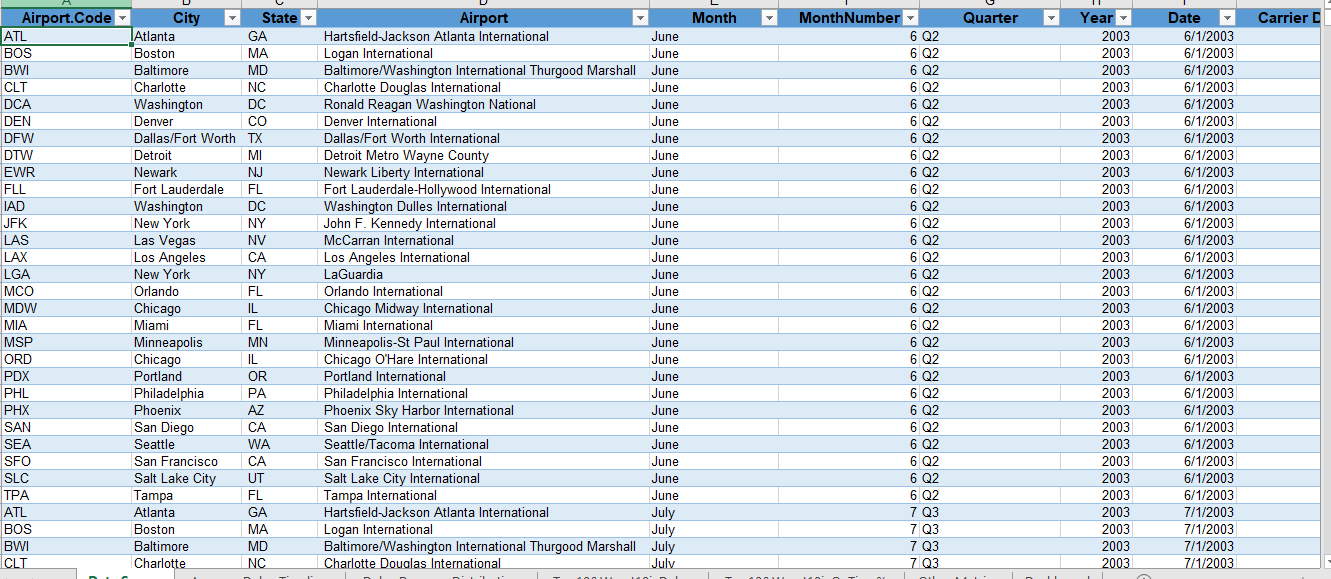 Airport.Code City State Airport Month MonthNumber Quarter Year Date Carrier D
ATL Atlanta GA Hartsfield-Jackson Atlanta International June 6 Q2 2003 6/1/2003
BOS Boston MA Logan International June 6 Q2 2003 6/1/2003
BWI Baltimore MD Baltimore/Washington International Thurgood Marshall June 6 Q2 2003 6/1/2003
CLT Charlotte NC Charlotte Douglas International June 6 Q2 2003 6/1/2003
DCA Washington DC Ronald Reagan Washington National June 6 Q2 2003 6/1/2003
DEN Denver CO Denver International June 6 Q2 2003 6/1/2003
DFW Dallas/Fort Worth TX Dallas/Fort Worth International June 6 Q2 2003 6/1/2003
DTW Detroit MI Detroit Metro Wayne County June 6 Q2 2003 6/1/2003
EWR Newark NJ Newark Liberty International June 6 Q2 2003 6/1/2003
FLL Fort Lauderdale FL Fort Lauderdale-Hollywood International June 6 Q2 2003 6/1/2003
IAD Washington DC Washington Dulles International June 6 Q2 2003 6/1/2003
JFK New York NY John F. Kennedy International June 6 Q2 2003 6/1/2003
LAS Las Vegas NV McCarran International June 6 Q2 2003 6/1/2003
LAX Los Angeles CA Los Angeles International June 6 Q2 2003 6/1/2003
LGA New York NY LaGuardia June 6 Q2 2003 6/1/2003
MCO Orlando FL Orlando International June 6 Q2 2003 6/1/2003
MDW Chicago IL Chicago Midway International June 6 Q2 2003 6/1/2003
MIA Miami FL Miami International June 6 Q2 2003 6/1/2003
MSP Minneapolis MN Minneapolis-St Paul International June 6 Q2 2003 6/1/2003
ORD Chicago IL Chicago O'Hare International June 6 Q2 2003 6/1/2003
PDX Portland OR Portland International June 6 Q2 2003 6/1/2003
PHL Philadelphia PA Philadelphia International June 6 Q2 2003 6/1/2003
PHX Phoenix AZ Phoenix Sky Harbor International June 6 Q2 2003 6/1/2003
SAN San Diego CA San Diego International June 6 Q2 2003 6/1/2003
SEA Seattle WA Seattle/Tacoma International June 6 Q2 2003 6/1/2003
SFO San Francisco CA San Francisco International June 6 Q2 2003 6/1/2003
SLC Salt Lake City UT Salt Lake City International June 6 Q2 2003 6/1/2003
TPA Tampa FL Tampa International June 6 Q2 2003 6/1/2003
ATL Atlanta GA Hartsfield-Jackson Atlanta International July 7 Q3 2003 7/1/2003
BOS Boston MA Logan International July 7 Q3 2003 7/1/2003
BWI Baltimore MD Baltimore/Washington International Thurgood Marshall July 7 Q3 2003 7/1/2003
CLT Charlotte NC Charlotte Douglas International July 7 Q3 2003 7/1/2003